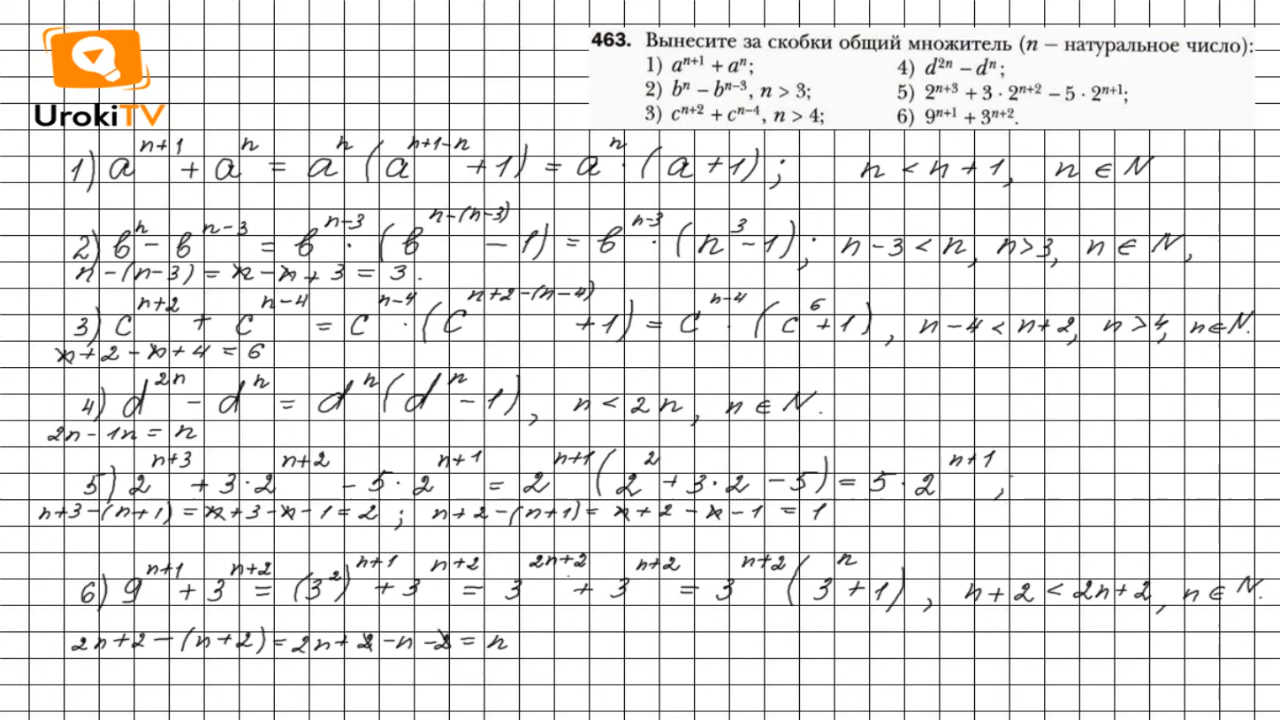 UrokiTV
463. Вынесите за скобки общий множитель (n – натуральное число):
1) aⁿ⁺¹ + aⁿ; 4) d²ⁿ – dⁿ;
2) bⁿ – bⁿ⁻³, n > 3; 5) 2ⁿ⁺³ + 3 · 2ⁿ⁺² – 5 · 2ⁿ⁺¹;
3) cⁿ⁺² + cⁿ⁻⁴, n > 4; 6) 9ⁿ⁺¹ + 3ⁿ⁺².
1) aⁿ⁺¹ + aⁿ = aⁿ (aⁿ⁺¹⁻ⁿ + 1) = aⁿ · (a + 1); n < n + 1, n ∈ N
2) bⁿ – bⁿ⁻³ = bⁿ⁻³ · (bⁿ⁻⁽ⁿ⁻³⁾ – 1) = bⁿ⁻³ · (n³ – 1); n – 3 < n, n > 3, n ∈ N,
n – (n – 3) = n – n + 3 = 3.
3) cⁿ⁺² + cⁿ⁻⁴ = cⁿ⁻⁴ · (cⁿ⁺²⁻⁽ⁿ⁻⁴⁾ + 1) = cⁿ⁻⁴ · (c⁶ + 1), n – 4 < n + 2, n > 4, n ∈ N.
n + 2 – n + 4 = 6
4) d²ⁿ – dⁿ = dⁿ (dⁿ – 1), n < 2n, n ∈ N.
2n – 1n = n
5) 2ⁿ⁺³ + 3 · 2ⁿ⁺² – 5 · 2ⁿ⁺¹ = 2ⁿ⁺¹ (2² + 3 · 2 – 5) = 5 · 2ⁿ⁺¹;
n + 3 – (n + 1) = n + 3 – n – 1 = 2; n + 2 – (n + 1) = n + 2 – n – 1 = 1
6) 9ⁿ⁺¹ + 3ⁿ⁺² = (3²)ⁿ⁺¹ + 3ⁿ⁺² = 3²ⁿ⁺² + 3ⁿ⁺² = 3ⁿ⁺² (3ⁿ + 1), n + 2 < 2n + 2, n ∈ N.
2n + 2 – (n + 2) = 2n + 2 – n – 2 = n